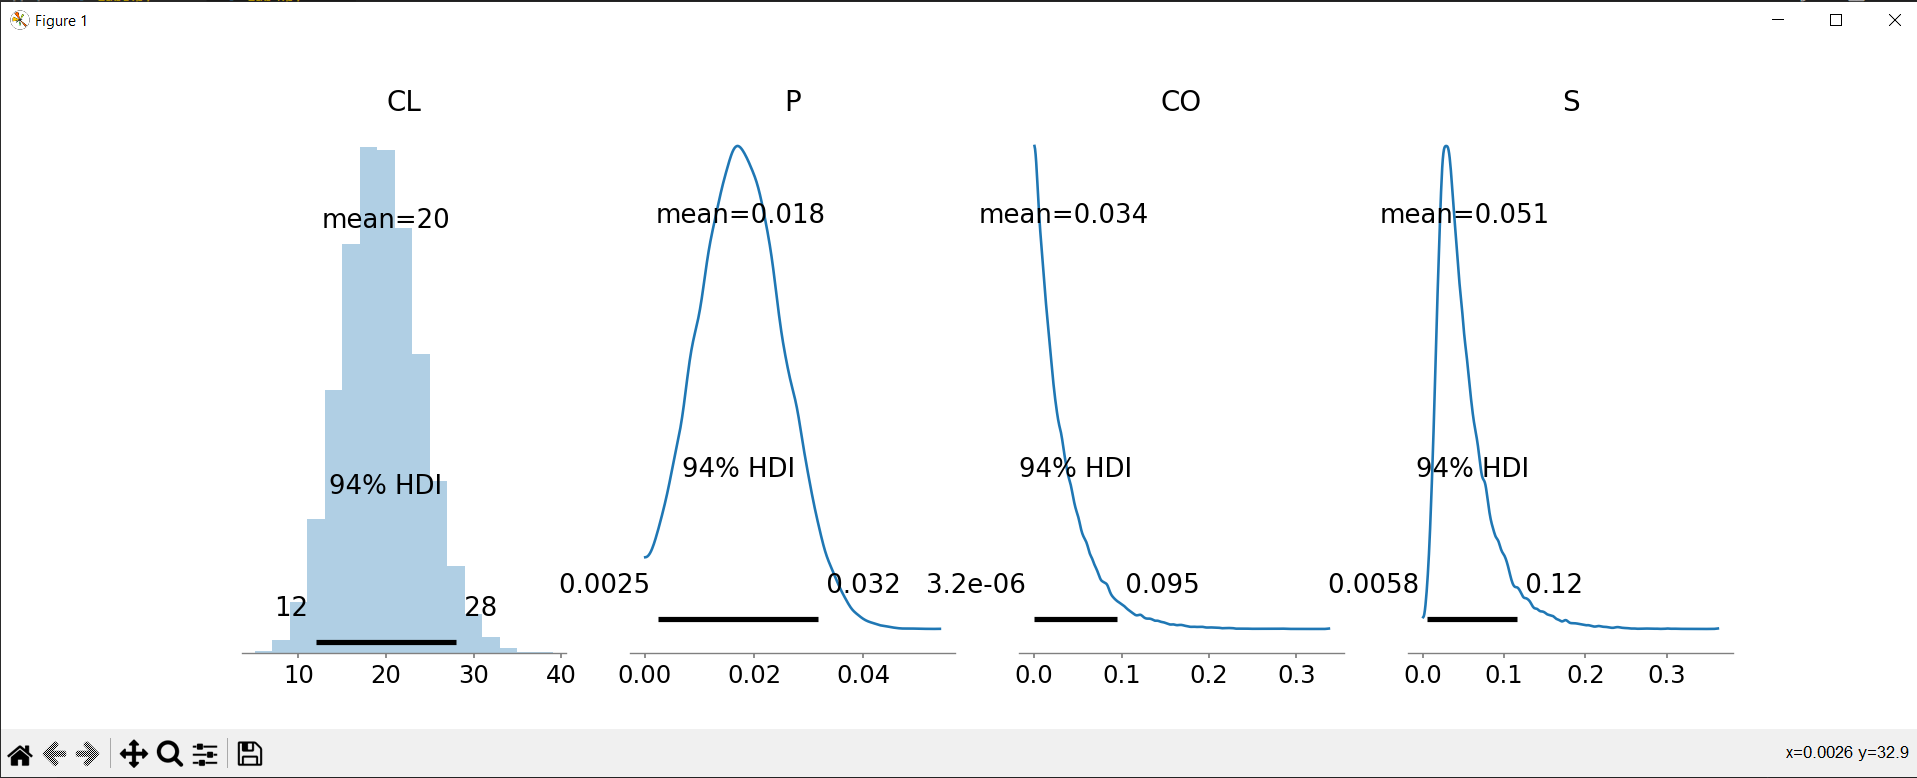 Figure 1
CL
mean=20
94% HDI
12
28
10 20 30 40
P
mean=0.018
94% HDI
0.0025
0.032
0.00 0.02 0.04
CO
mean=0.034
94% HDI
3.2e-06
0.095
0.0 0.1 0.2 0.3
S
mean=0.051
94% HDI
0.0058
0.12
0.0 0.1 0.2 0.3
x=0.0026 y=32.9